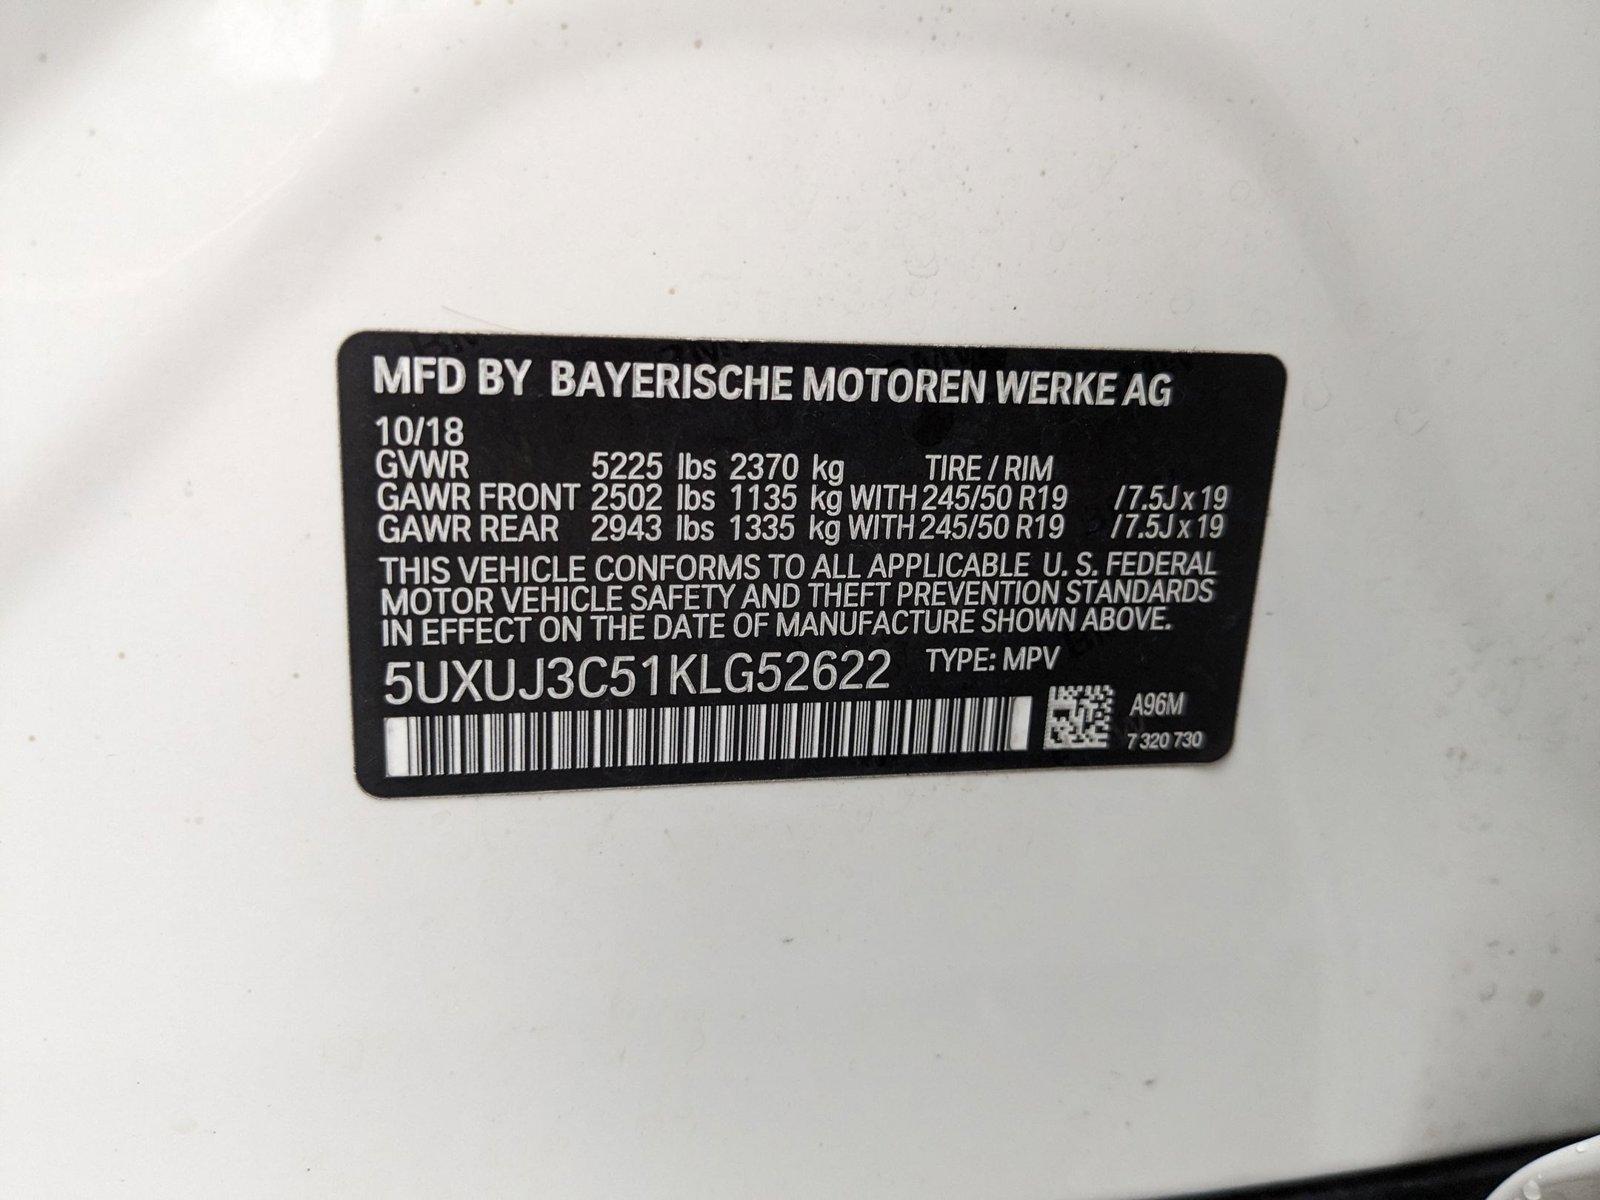 MFD BY BAYERISCHE MOTOREN WERKE AG
10/18
GVWR 5225 lbs 2370 kg TIRE / RIM
GAWR FRONT 2502 lbs 1135 kg WITH 245/50 R19 /7.5J x 19
GAWR REAR 2943 lbs 1335 kg WITH 245/50 R19 /7.5J x 19
THIS VEHICLE CONFORMS TO ALL APPLICABLE U. S. FEDERAL
MOTOR VEHICLE SAFETY AND THEFT PREVENTION STANDARDS
IN EFFECT ON THE DATE OF MANUFACTURE SHOWN ABOVE.
5UXUJ3C51KLG52622 TYPE: MPV
A96M
7 320 730